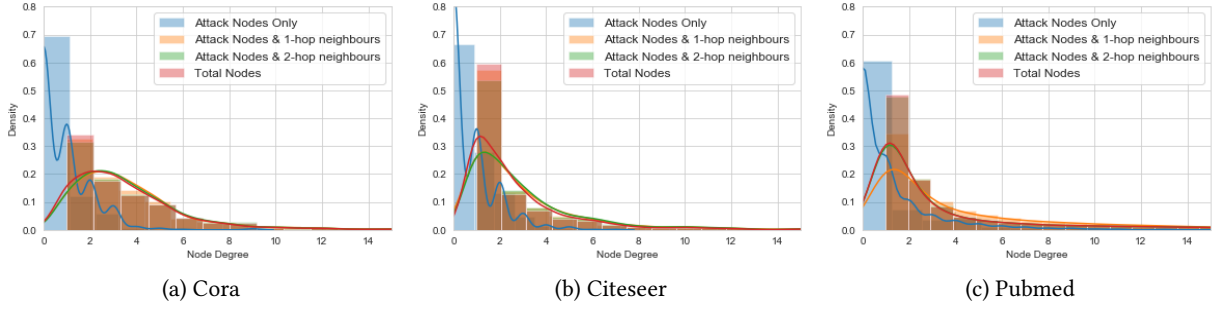 0.8
0.7
0.6
0.5
0.4
0.3
0.2
0.1
0.0
Density
0 2 4 6 8 10 12 14
Node Degree
Attack Nodes Only
Attack Nodes & 1-hop neighbours
Attack Nodes & 2-hop neighbours
Total Nodes
(a) Cora
0.8
0.7
0.6
0.5
0.4
0.3
0.2
0.1
0.0
Density
0 2 4 6 8 10 12 14
Node Degree
Attack Nodes Only
Attack Nodes & 1-hop neighbours
Attack Nodes & 2-hop neighbours
Total Nodes
(b) Citeseer
0.8
0.7
0.6
0.5
0.4
0.3
0.2
0.1
0.0
Density
0 2 4 6 8 10 12 14
Node Degree
Attack Nodes Only
Attack Nodes & 1-hop neighbours
Attack Nodes & 2-hop neighbours
Total Nodes
(c) Pubmed